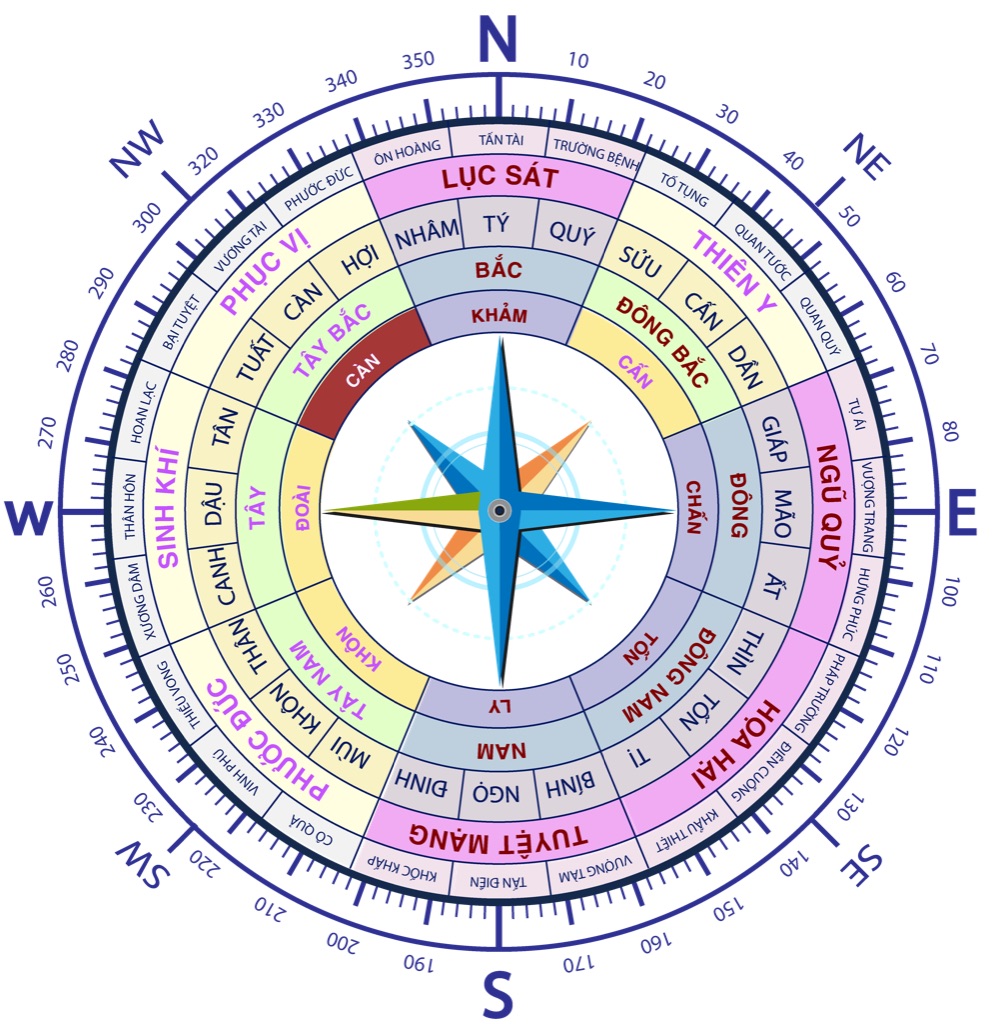 N
10
20
30
40
NE
50
60
70
80
E
100
110
120
130
SE
140
150
160
170
S
190
200
210
220
SW
230
240
250
260
W
270
280
290
300
NW
320
330
340
350
TẤN TÀI
TRƯỜNG BỆNH
TỐ TỤNG
QUAN TƯỚC
QUAN QUÝ
TỰ ẢI
VƯỢNG TRANG
HƯNG PHÚC
PHÁP TRƯỜNG
ĐIÊN CUỒNG
KHẨU THIỆT
VƯỢNG TÀM
TẤN ĐIỀN
KHỐC KHẤP
CÔ QUẢ
VINH PHÚ
THIẾU VONG
XƯƠNG DÂM
THÂN HÔN
HOAN LẠC
BẠI TUYỆT
VƯỢNG TÀI
PHƯỚC ĐỨC
ÔN HOÀNG
LỤC SÁT
THIÊN Y
NGŨ QUỶ
HỌA HẠI
TUYỆT MẠNG
PHƯỚC ĐỨC
SINH KHÍ
PHỤC VỊ
NHÂM
TÝ
QUÝ
SỬU
CẤN
DẦN
GIÁP
MÃO
ẤT
THÌN
TỐN
TỊ
BÍNH
NGỌ
ĐINH
MÙI
KHÔN
THÂN
CANH
DẬU
TÂN
TUẤT
CÀN
HỢI
BẮC
ĐÔNG BẮC
ĐÔNG
ĐÔNG NAM
NAM
TÂY NAM
TÂY
TÂY BẮC
KHẢM
CẤN
CHẤN
TỐN
LY
KHÔN
ĐOÀI
CÀN